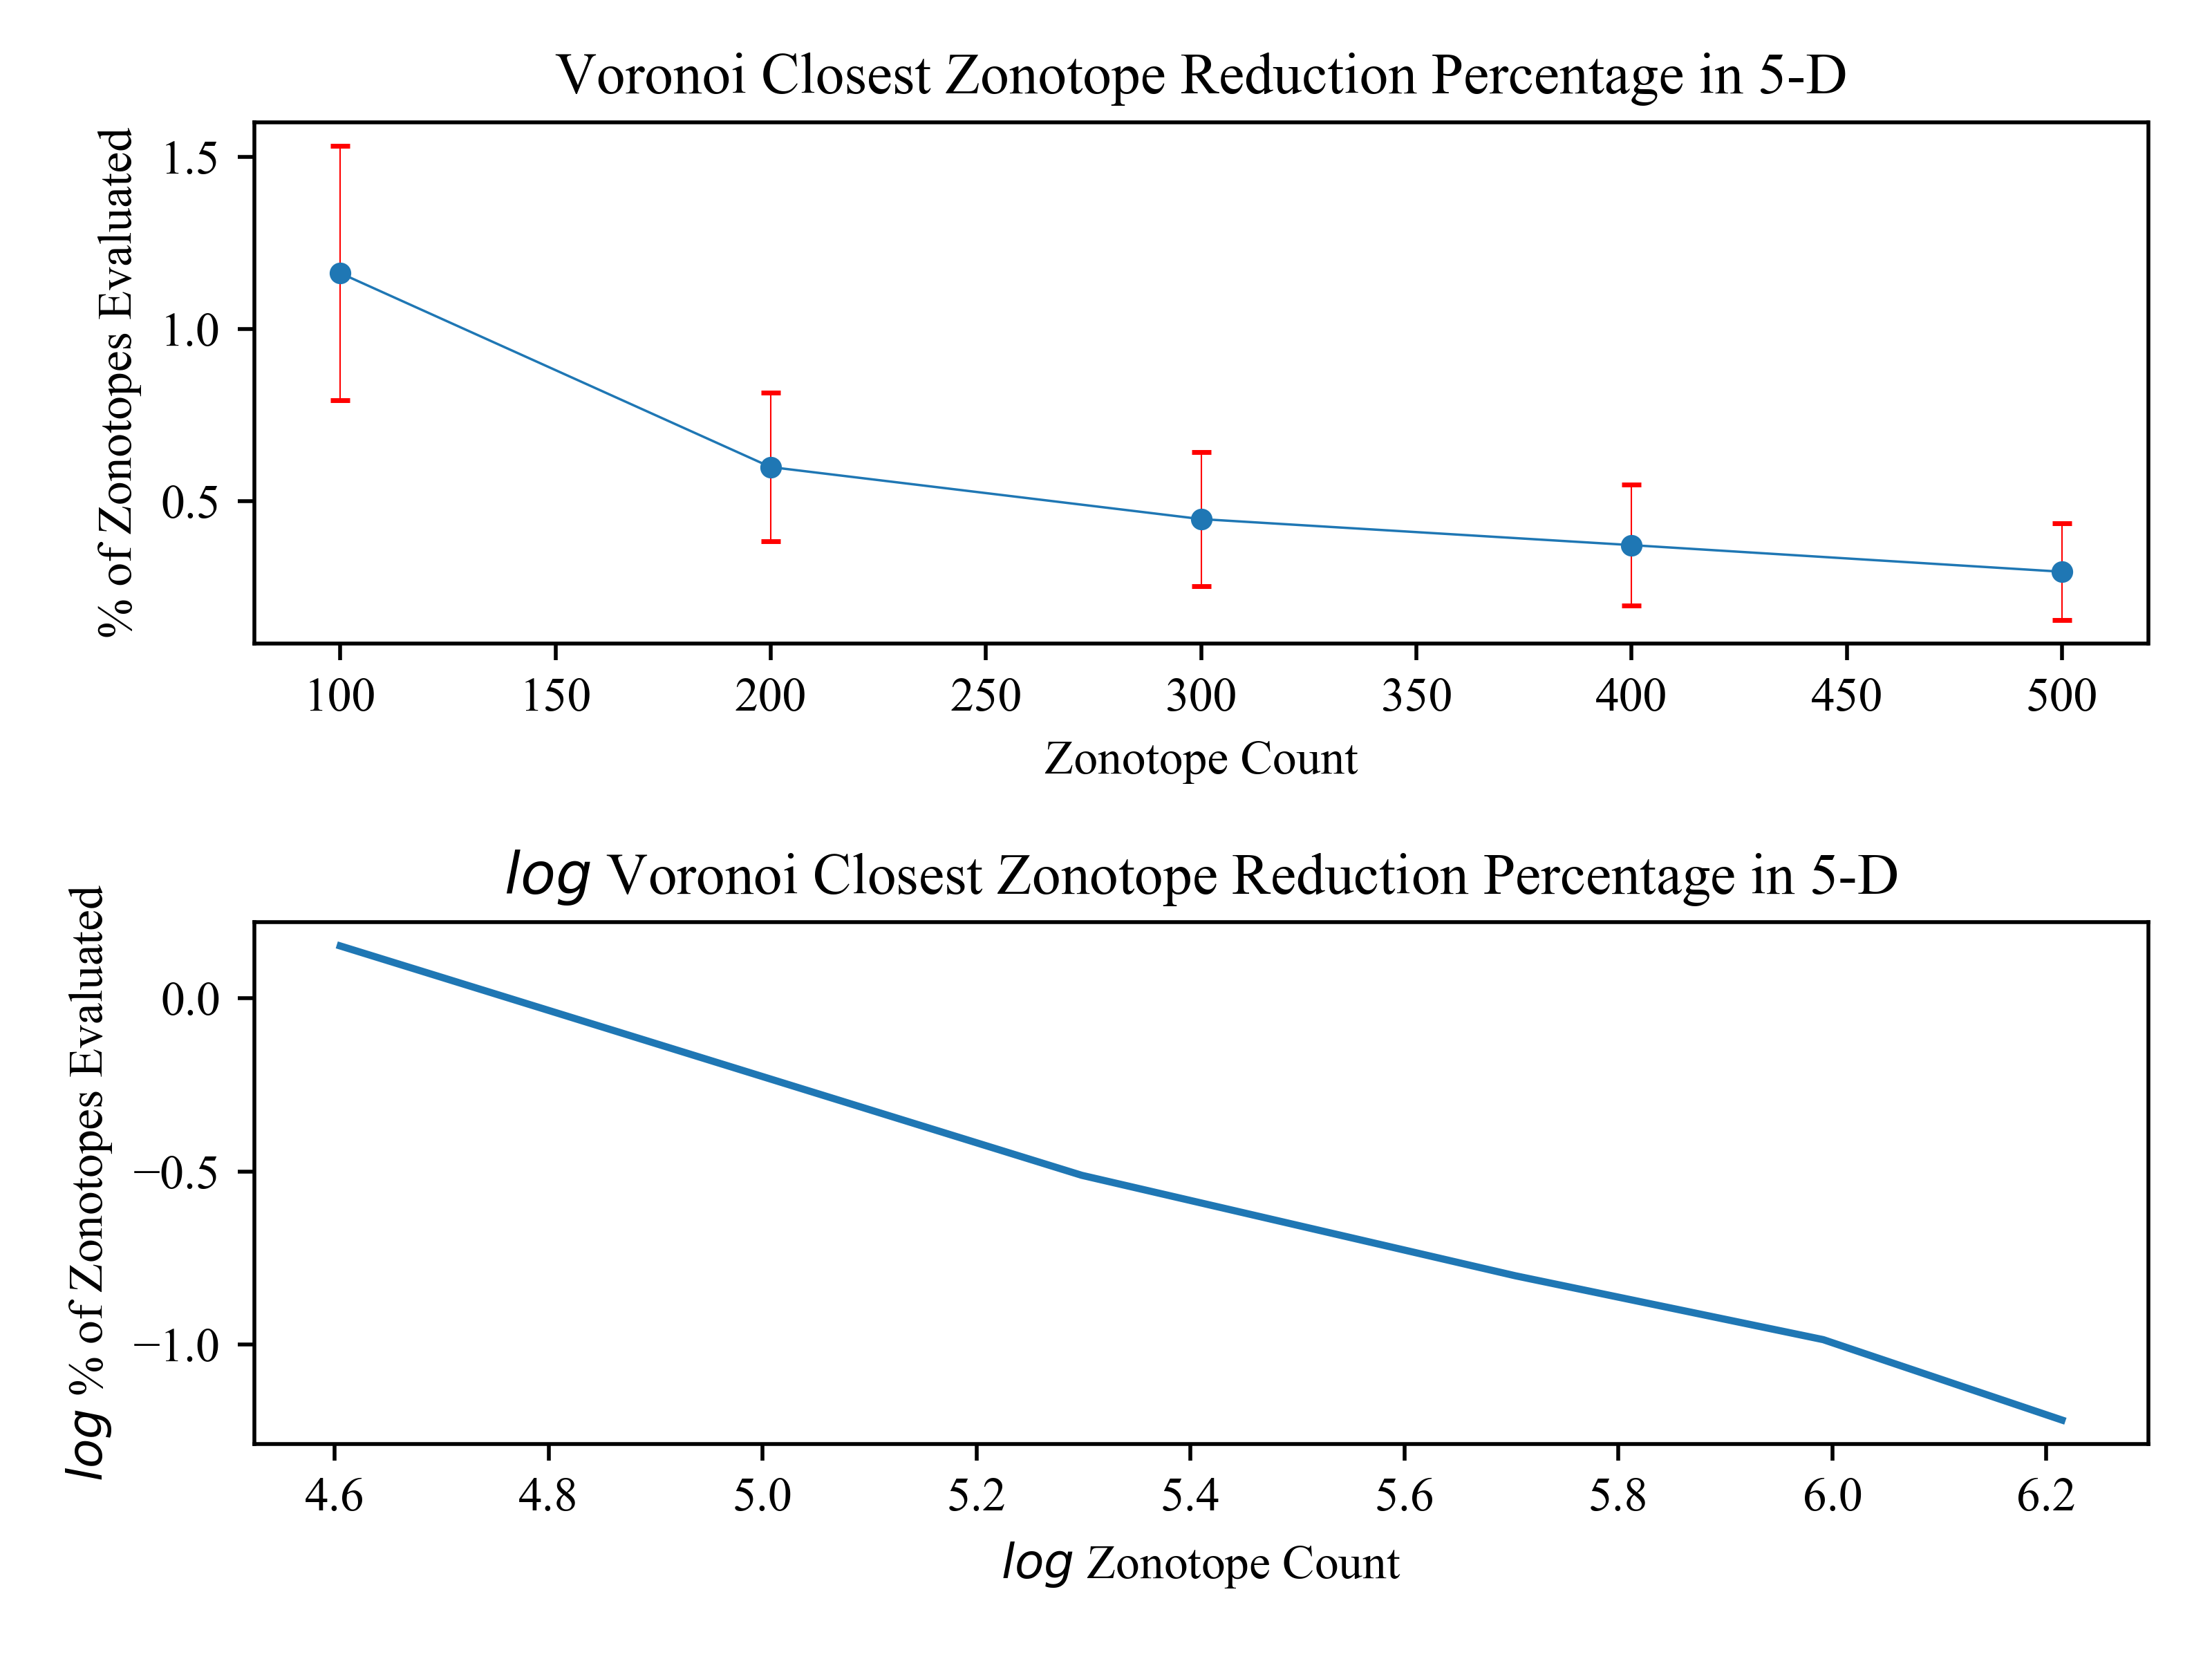 Voronoi Closest Zonotope Reduction Percentage in 5-D
% of Zonotopes Evaluated
1.5
1.0
0.5
100 150 200 250 300 350 400 450 500
Zonotope Count
log Voronoi Closest Zonotope Reduction Percentage in 5-D
log % of Zonotopes Evaluated
0.0
−0.5
−1.0
4.6 4.8 5.0 5.2 5.4 5.6 5.8 6.0 6.2
log Zonotope Count